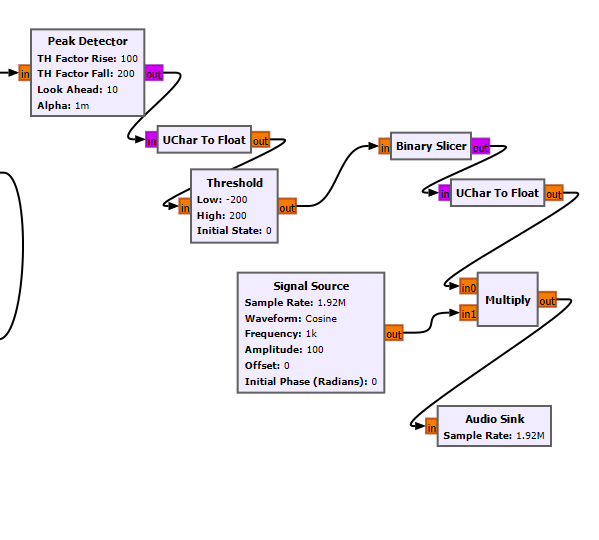 Peak Detector
in
TH Factor Rise: 100
TH Factor Fall: 200
out
Look Ahead: 10
Alpha: 1m
in
UChar To Float
out
in
Binary Slicer
out
Threshold
Low: -200
High: 200
Initial State: 0
in
out
in
UChar To Float
out
Signal Source
Sample Rate: 1.92M
Waveform: Cosine
Frequency: 1k
Amplitude: 100
Offset: 0
Initial Phase (Radians): 0
out
in0
in1
Multiply
out
Audio Sink
in
Sample Rate: 1.92M